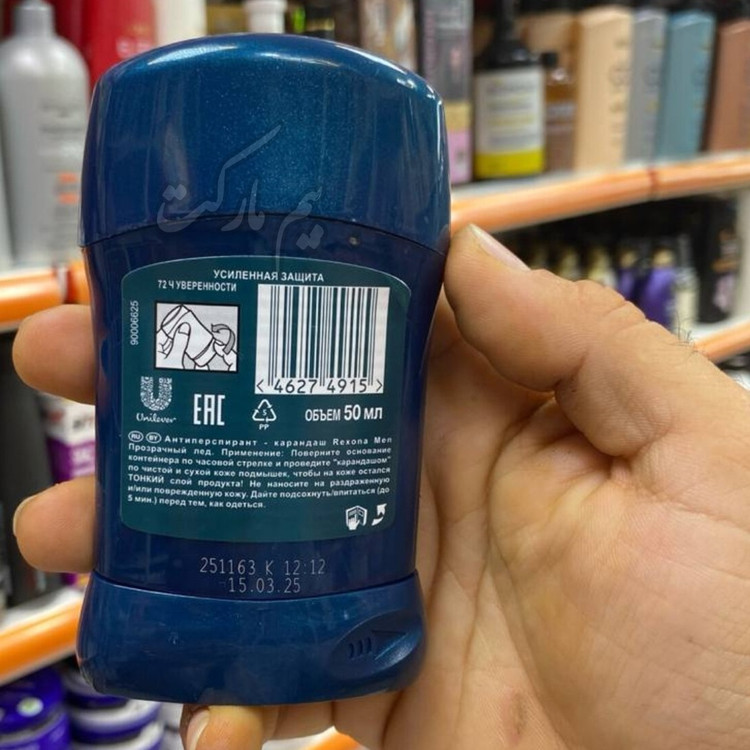 یم مارکت
УСИЛЕННАЯ ЗАЩИТА
72 Ч УВЕРЕННОСТИ
90006625
<4627 4915>
Unilever
EAC
5
PP
ОБЪЕМ 50 МЛ
RU BY Антиперспирант - карандаш Rexona Men
Прозрачный лед. Применение: Поверните основание
контейнера по часовой стрелке и проведите "карандашом"
по чистой и сухой коже подмышек, чтобы на коже остался
ТОНКИЙ слой продукта! Не наносите на раздраженную
и/или поврежденную кожу. Дайте подсохнуть/впитаться (до
5 мин.) перед тем, как одеться.
251163 K 12:12
15.03.25